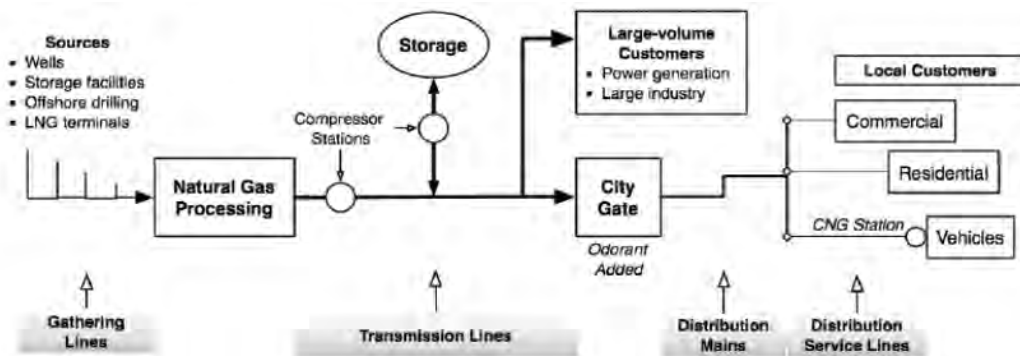 Sources
Wells
Storage facilities
Offshore drilling
LNG terminals
Natural Gas
Processing
Compressor
Stations
Storage
Large-volume
Customers
Power generation
Large industry
City
Gate
Odorant
Added
Local Customers
Commercial
Residential
CNG Station
Vehicles
Gathering
Lines
Transmission Lines
Distribution
Mains
Distribution
Service Lines